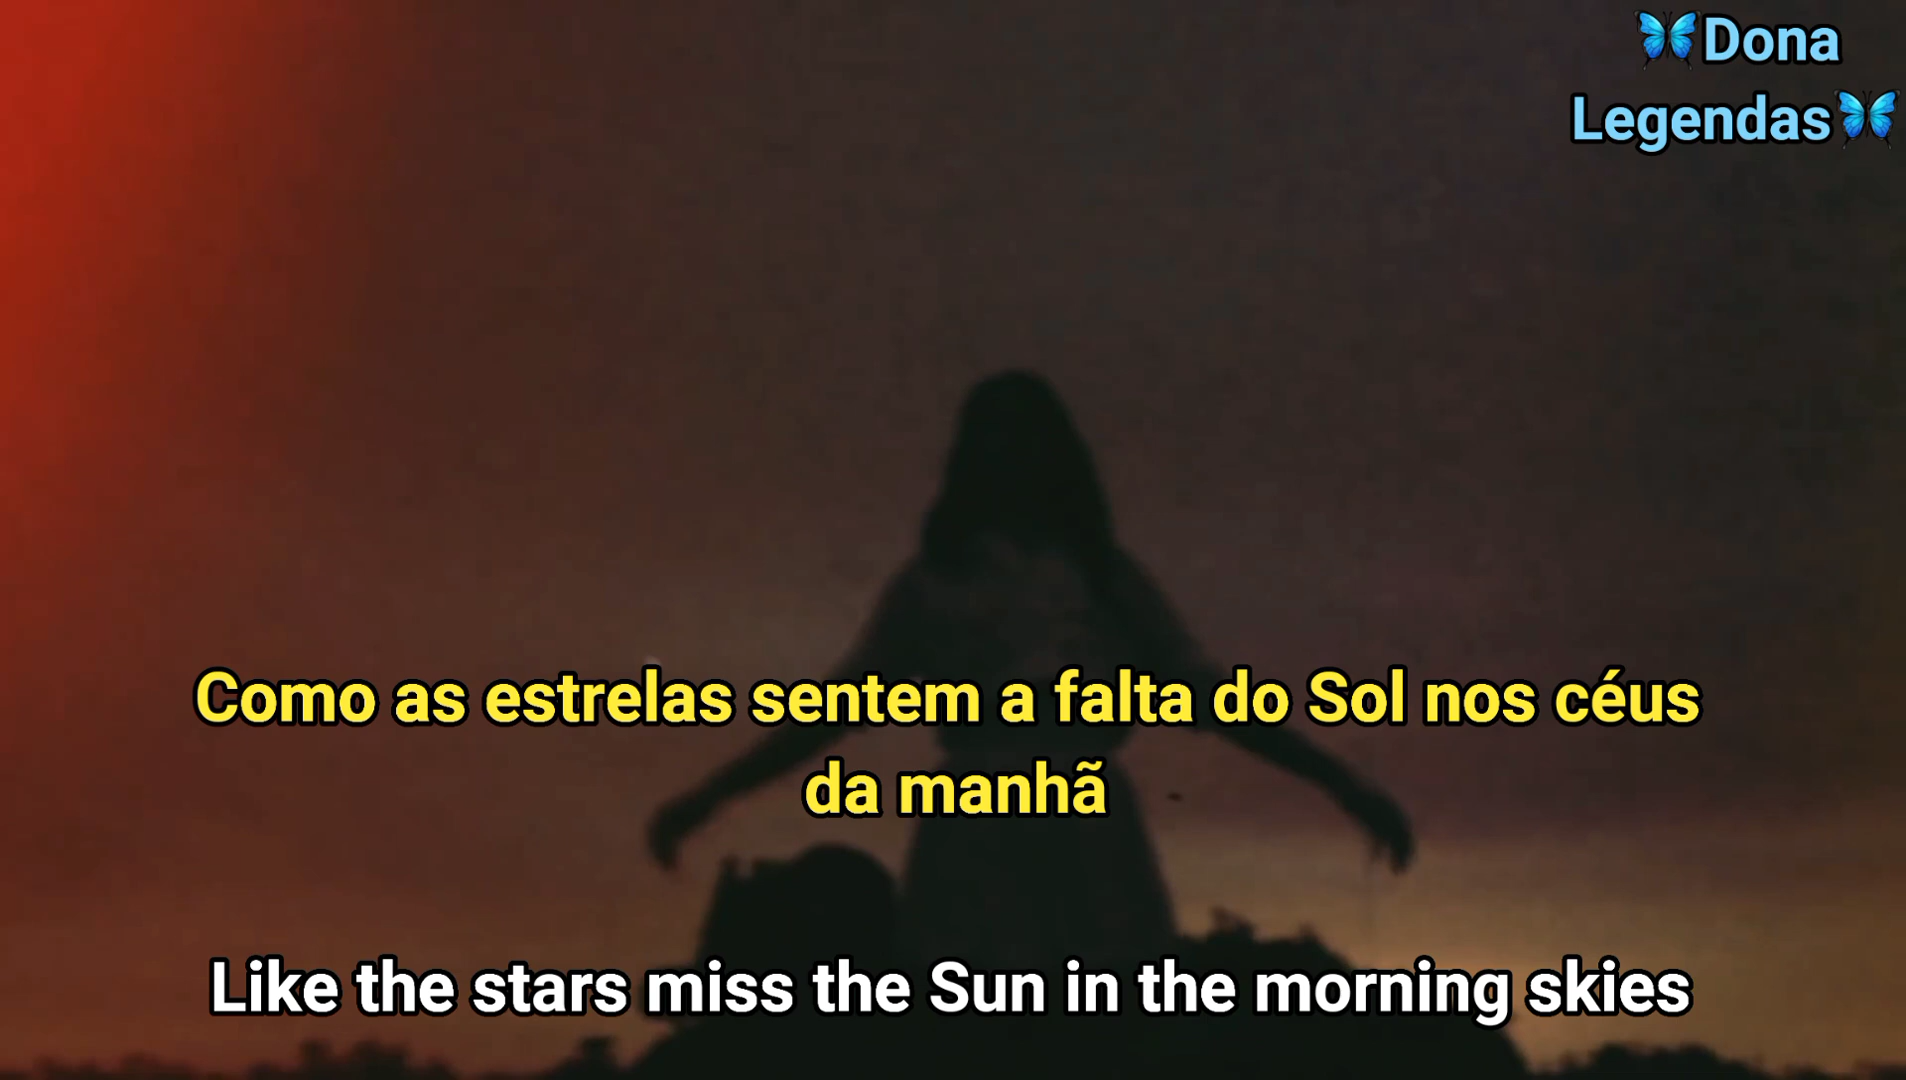 🦋Dona
Legendas🦋
Como as estrelas sentem a falta do Sol nos céus
da manhã
Like the stars miss the Sun in the morning skies